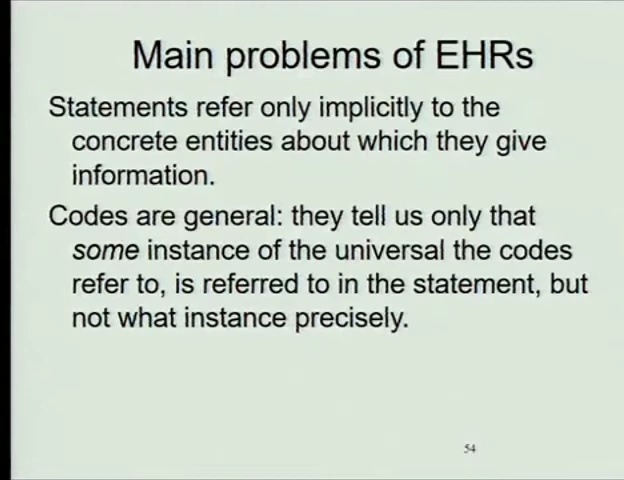 Main problems of EHRs
Statements refer only implicitly to the
concrete entities about which they give
information.
Codes are general: they tell us only that
some instance of the universal the codes
refer to, is referred to in the statement, but
not what instance precisely.
54